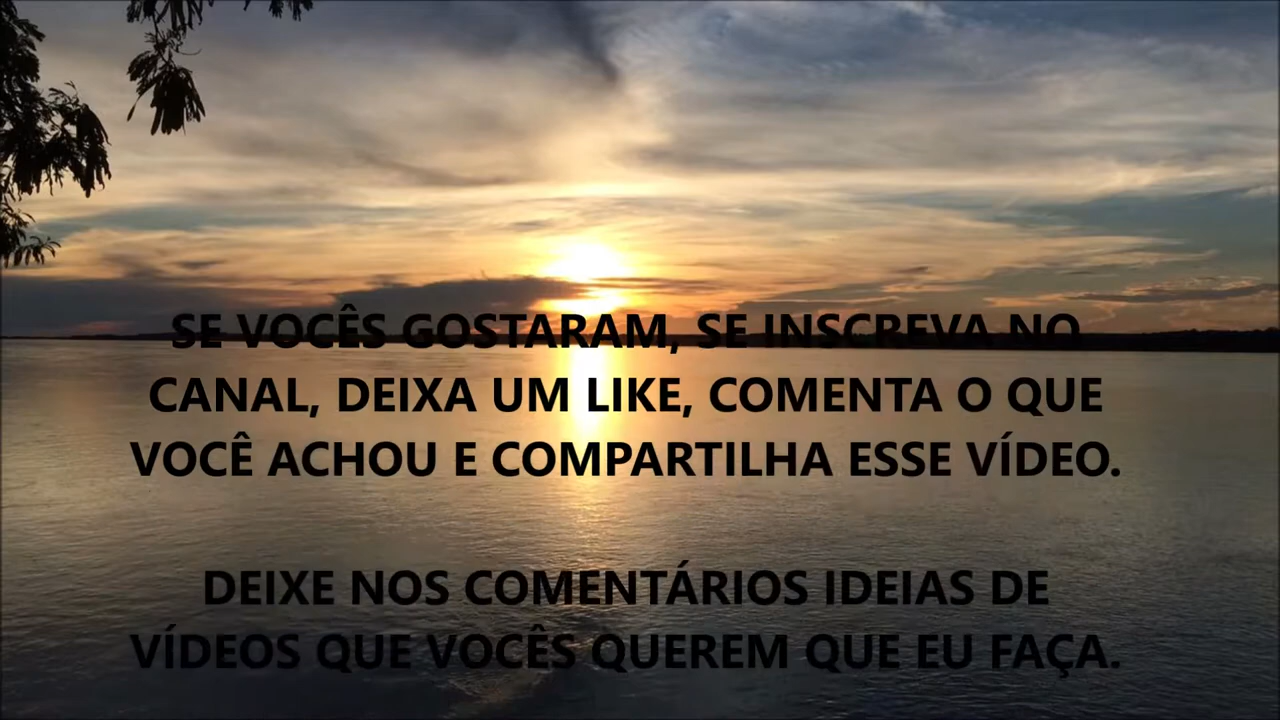 SE VOCÊS GOSTARAM, SE INSCREVA NO
CANAL, DEIXA UM LIKE, COMENTA O QUE
VOCÊ ACHOU E COMPARTILHA ESSE VÍDEO.
DEIXE NOS COMENTÁRIOS IDEIAS DE
VÍDEOS QUE VOCÊS QUEREM QUE EU FAÇA.